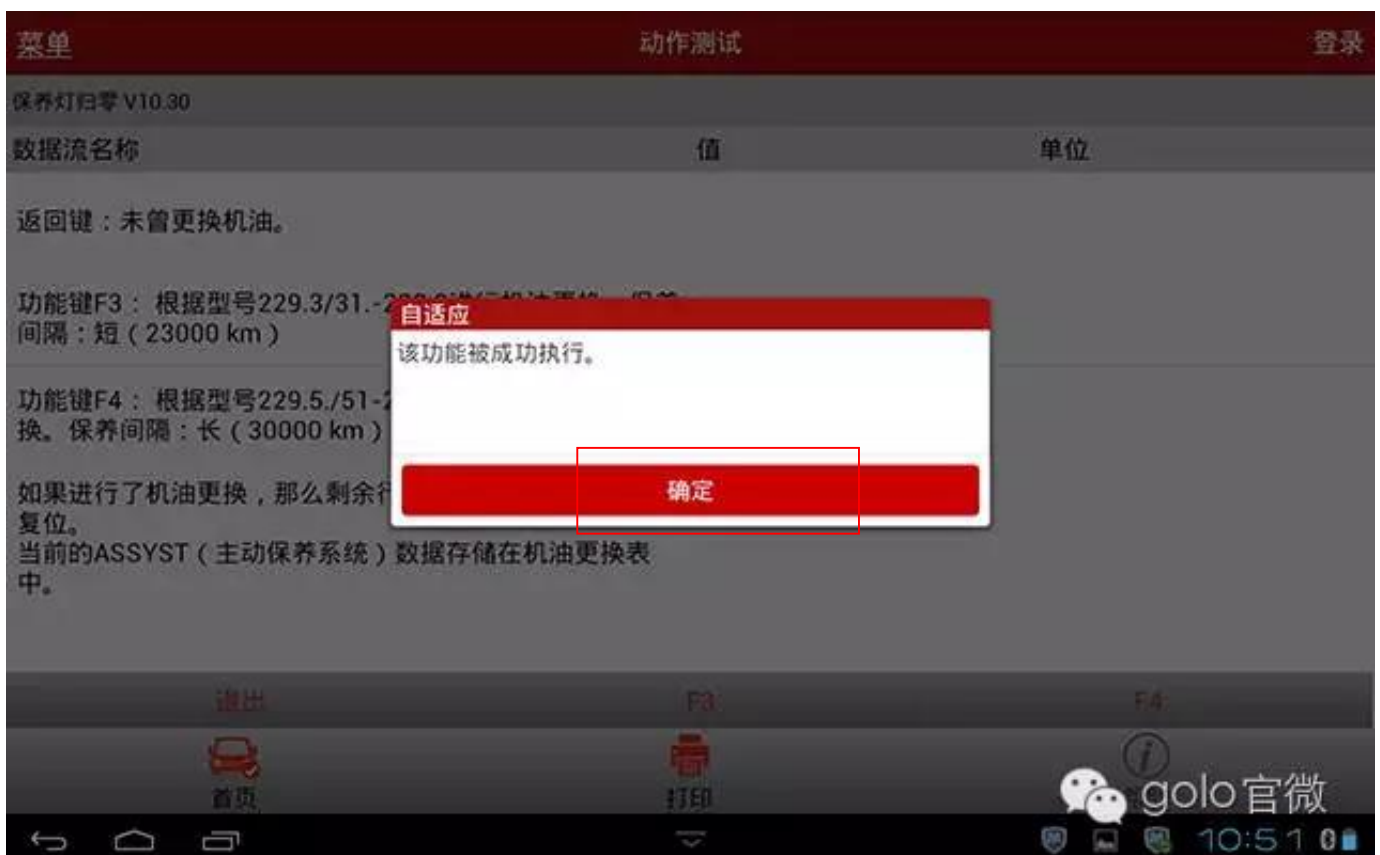 菜单 动作测试 登录
保养灯归零 V10.30
数据流名称 值 单位
返回键：未曾更换机油。
功能键F3： 根据型号229.3/31.-2
间隔：短（23000 km）
自适应
该功能被成功执行。
功能键F4： 根据型号229.5./51-2
换。保养间隔：长（30000 km）
确定
如果进行了机油更换，那么剩余
复位。
当前的ASSYST（主动保养系统）数据存储在机油更换表
中。
退出 F3 F4
首页 打印
golo官微
10:51